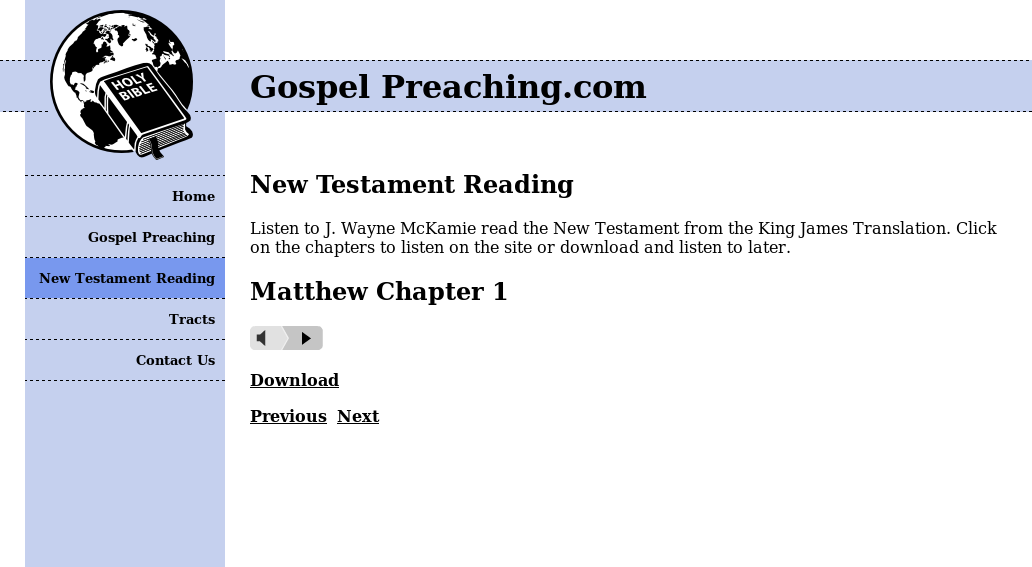 HOLY
BIBLE
Gospel Preaching.com
Home
Gospel Preaching
New Testament Reading
Tracts
Contact Us
New Testament Reading
Listen to J. Wayne McKamie read the New Testament from the King James Translation. Click
on the chapters to listen on the site or download and listen to later.
Matthew Chapter 1
Download
Previous Next